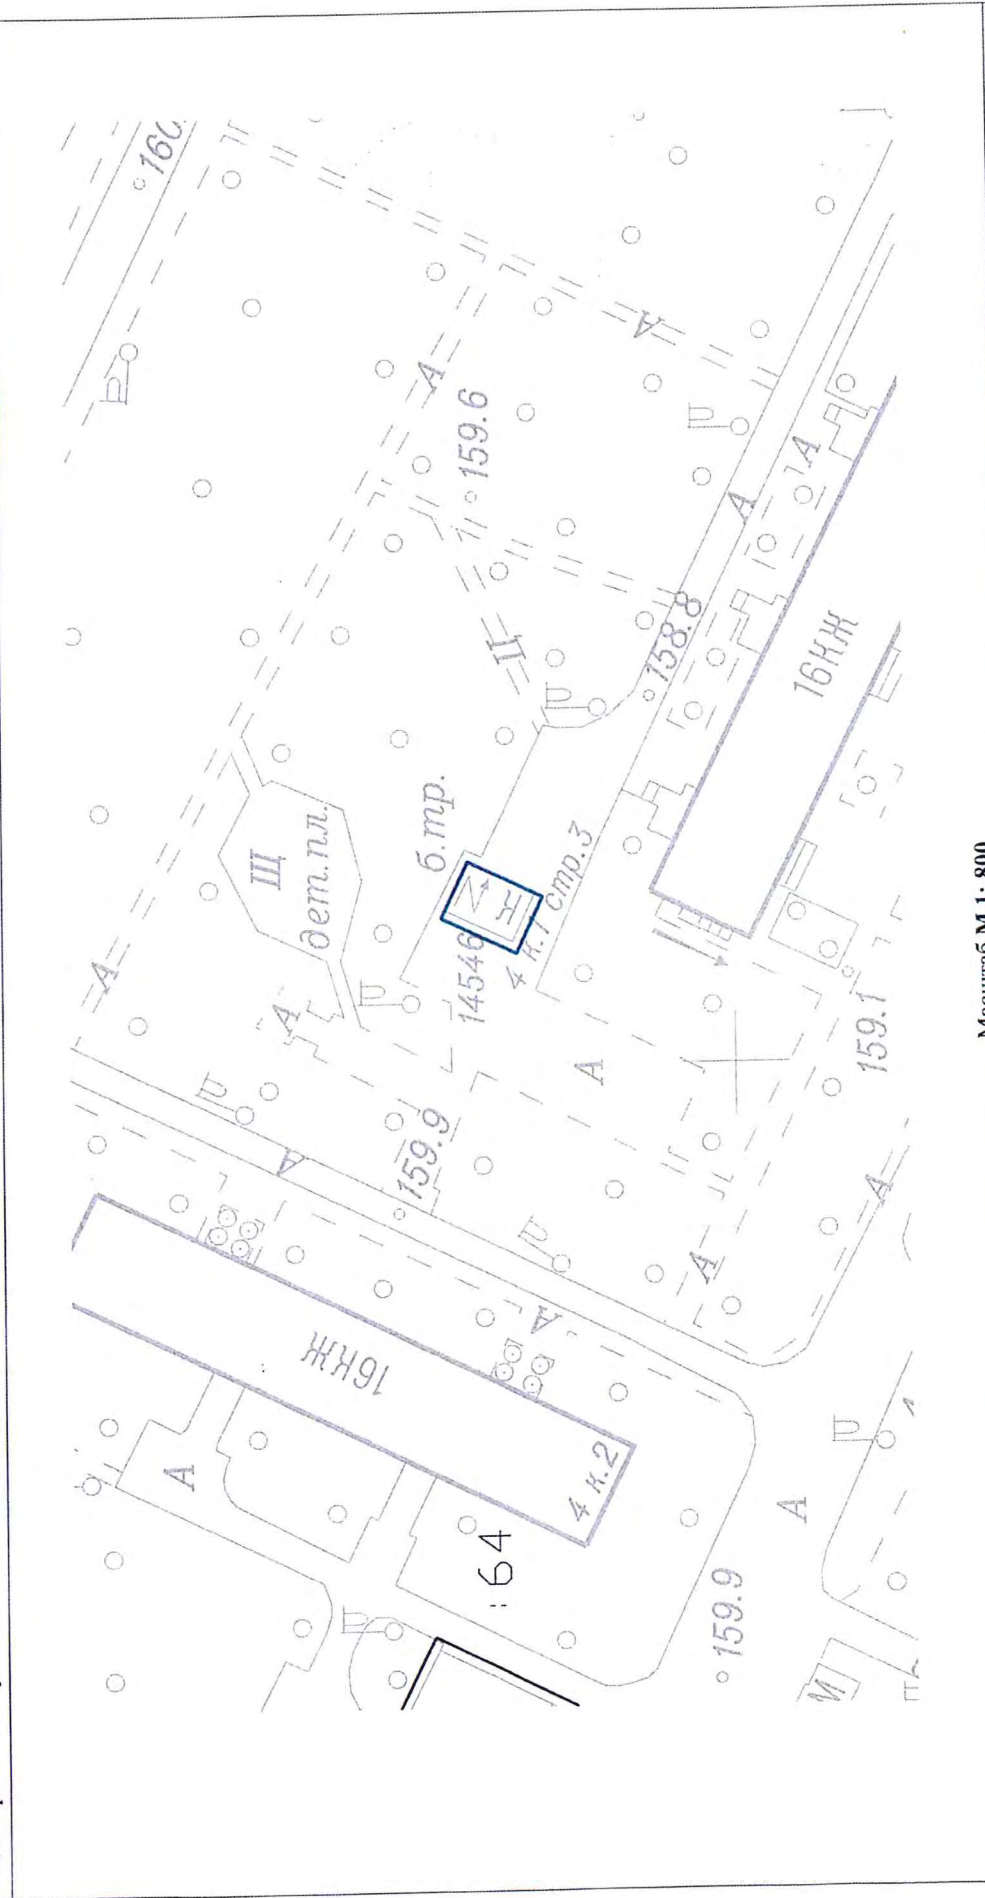 160
А
159.6
А
А
А
158.8
16КЖ
Щ
Щ
дет.пл.
б.тр.
Н
14546
4 к.1 стр.3
А
А
А
159.1
159.9
А
А
А
А
16КЖ
4 к.2
А
:64
А
159.9
М
Масштаб М 1: 800